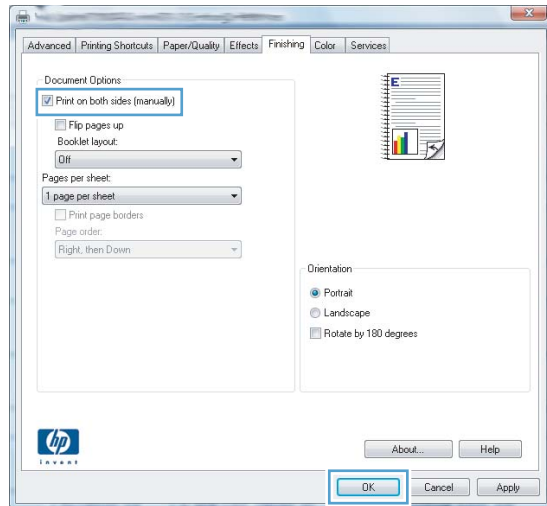 Advanced Printing Shortcuts Paper/Quality Effects Finishing Color Services
Document Options
Print on both sides (manually)
Flip pages up
Booklet layout:
Off
Pages per sheet:
1 page per sheet
Print page borders
Page order:
Right, then Down
E
Orientation
Portrait
Landscape
Rotate by 180 degrees
hp
invent
About... Help
OK Cancel Apply